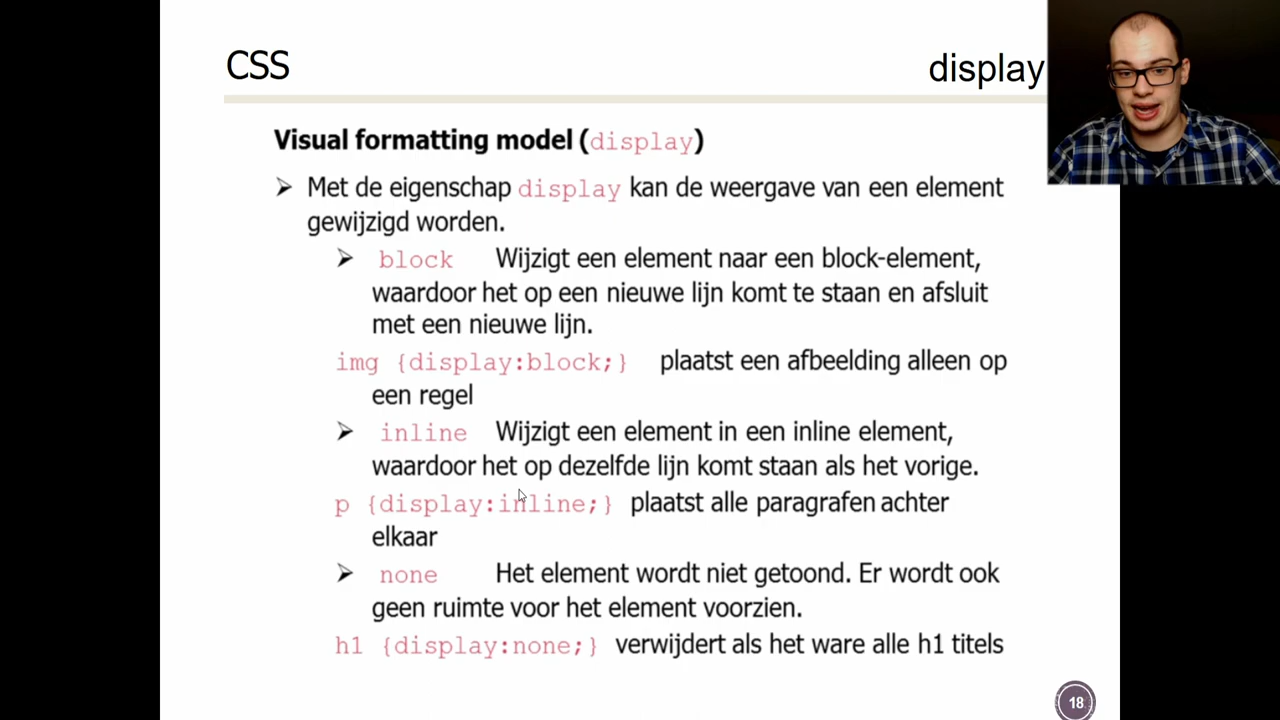 CSS
display
Visual formatting model (display)
➢ Met de eigenschap display kan de weergave van een element
gewijzigd worden.
➢ block Wijzigt een element naar een block-element,
waardoor het op een nieuwe lijn komt te staan en afsluit
met een nieuwe lijn.
img {display:block;} plaatst een afbeelding alleen op
een regel
➢ inline Wijzigt een element in een inline element,
waardoor het op dezelfde lijn komt staan als het vorige.
p {display:inline;} plaatst alle paragrafen achter
elkaar
➢ none Het element wordt niet getoond. Er wordt ook
geen ruimte voor het element voorzien.
h1 {display:none;} verwijdert als het ware alle h1 titels
18